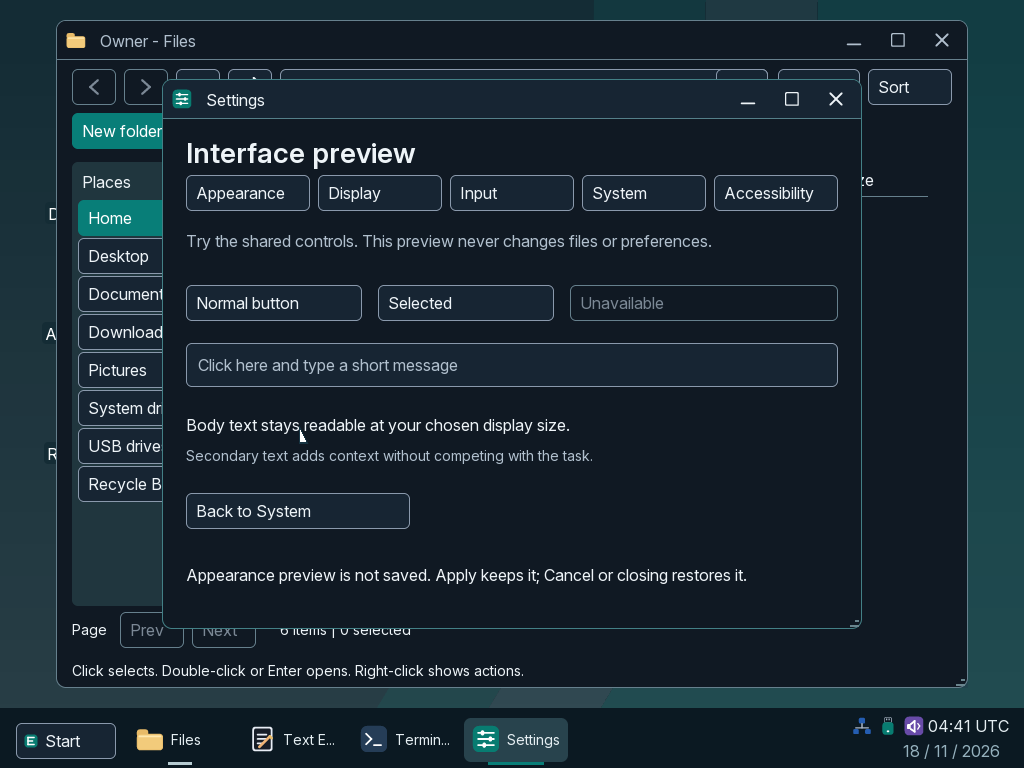 Owner - Files
Sort
New folder
Places
Home
Desktop
Document
Download
Pictures
System dr
USB drive
Recycle B
ze
Settings
Interface preview
Appearance
Display
Input
System
Accessibility
Try the shared controls. This preview never changes files or preferences.
Normal button
Selected
Unavailable
Click here and type a short message
Body text stays readable at your chosen display size.
Secondary text adds context without competing with the task.
Back to System
Appearance preview is not saved. Apply keeps it; Cancel or closing restores it.
Page
Prev
Next
6 items | 0 selected
Click selects. Double-click or Enter opens. Right-click shows actions.
D
A
R
E Start
Files
Text E...
Termin...
Settings
04:41 UTC
18 / 11 / 2026